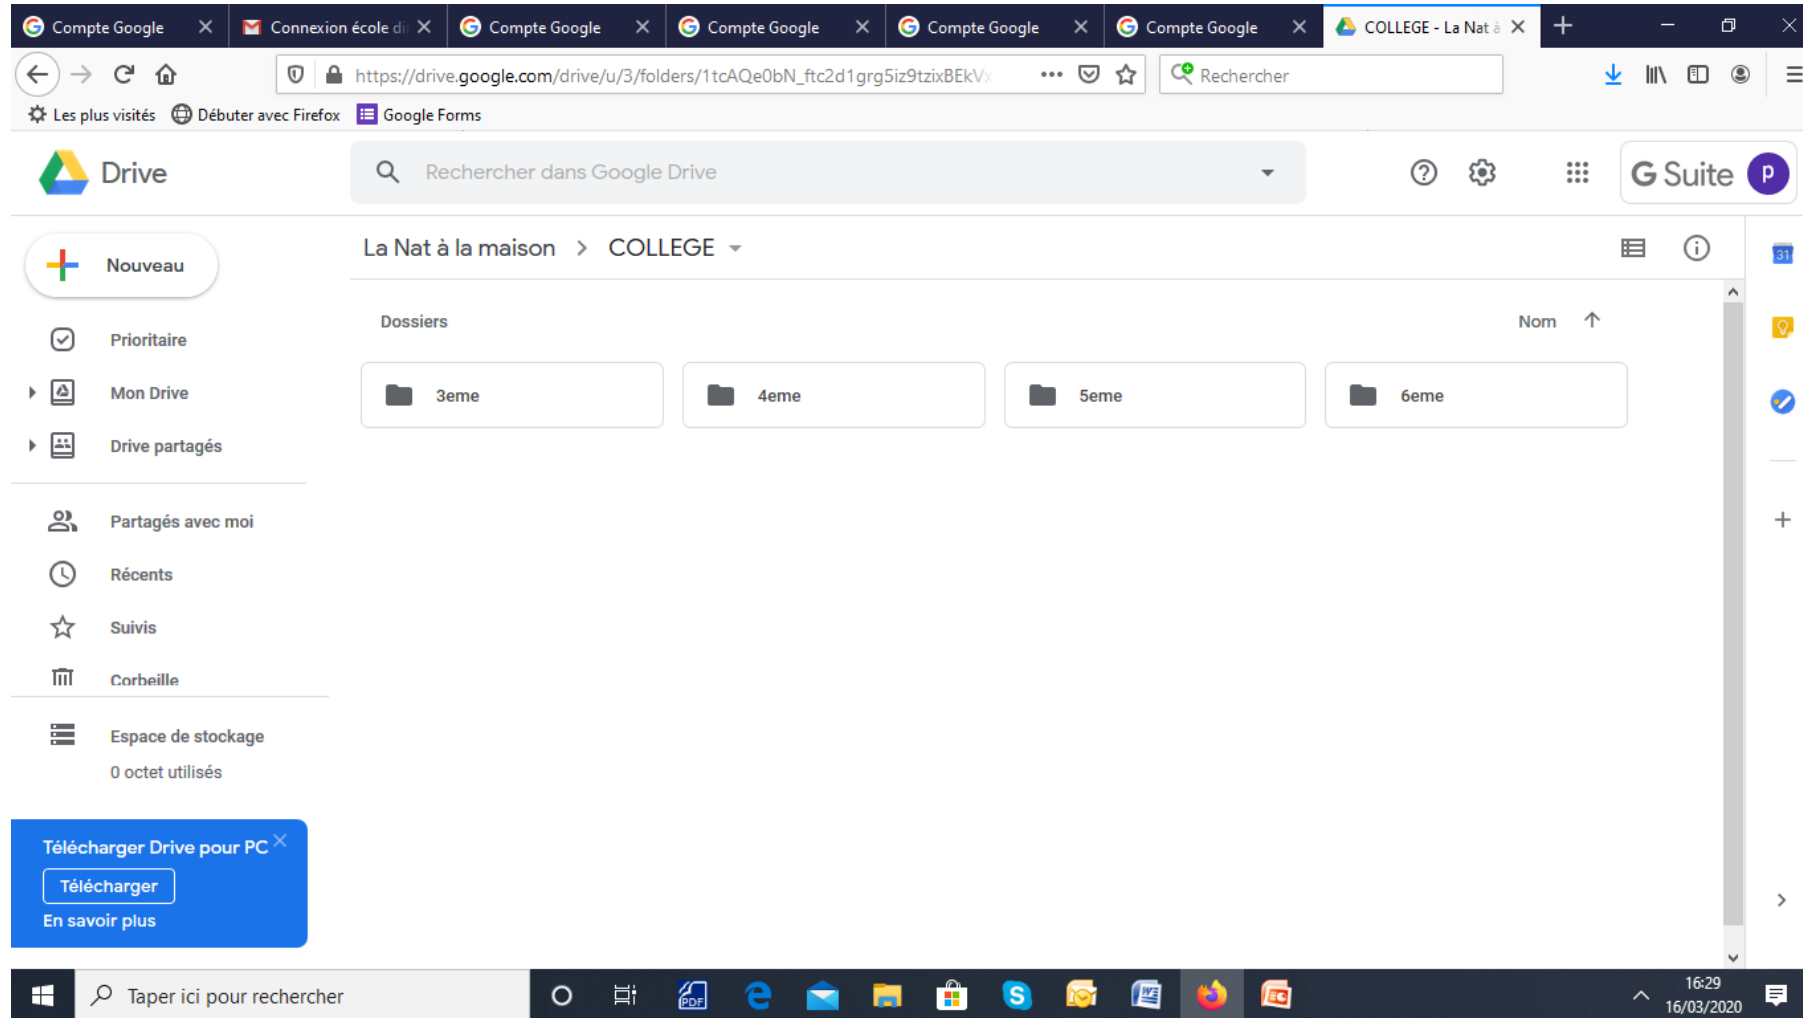 Compte Google
Connexion école dir
Compte Google
Compte Google
Compte Google
Compte Google
COLLEGE - La Nat à
https://drive.google.com/drive/u/3/folders/1tcAQe0bN_ftc2d1grg5iz9tzixBEkVx
Rechercher
Les plus visités
Débuter avec Firefox
Google Forms
Drive
Rechercher dans Google Drive
G Suite
p
Nouveau
La Nat à la maison > COLLEGE
31
Prioritaire
Dossiers
Nom
Mon Drive
3eme
4eme
5eme
6eme
Drive partagés
Partagés avec moi
Récents
Suivis
Corbeille
Espace de stockage
0 octet utilisés
Télécharger Drive pour PC
Télécharger
En savoir plus
Taper ici pour rechercher
PDF
16:29
16/03/2020